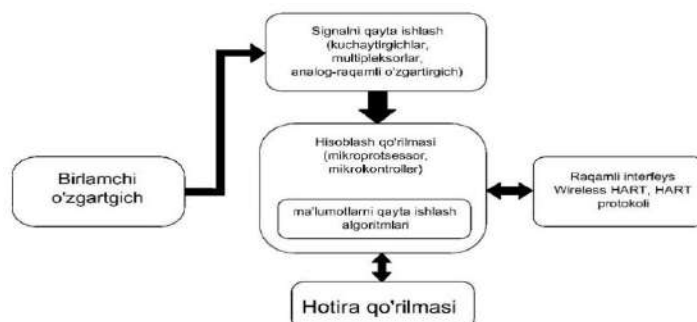 Signalni qayta ishlash
(kuchaytirgichlar,
multipleksorlar,
analog-raqamli o'zgartirgich)
Hisoblash qo'rilmasi
(mikroprotsessor,
mikrokontroller)
Birlamchi
o'zgartgich
Raqamli interfeys
Wireless HART, HART
protokoli
ma'lumotlarni qayta ishlash
algoritmlari
Hotira qo'rilmasi